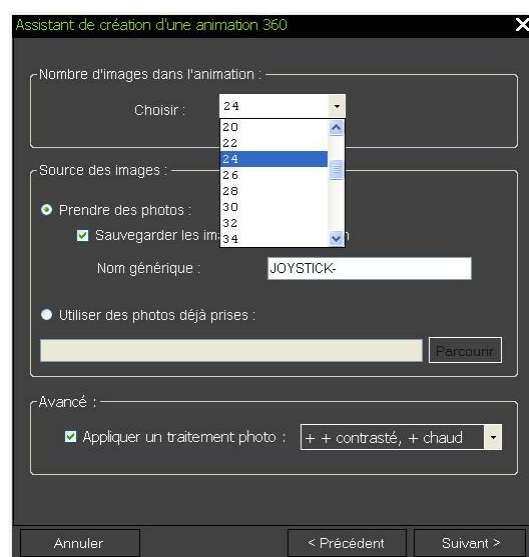 Assistant de création d'une animation 360
Nombre d'images dans l'animation :
Choisir : 24
20
22
24
26
28
30
32
34
Source des images :
Prendre des photos :
Sauvegarder les im
Nom générique : JOYSTICK-
Utiliser des photos déjà prises :
Parcourir
Avancé :
Appliquer un traitement photo : + + contrasté, + chaud
Annuler < Précédent Suivant >